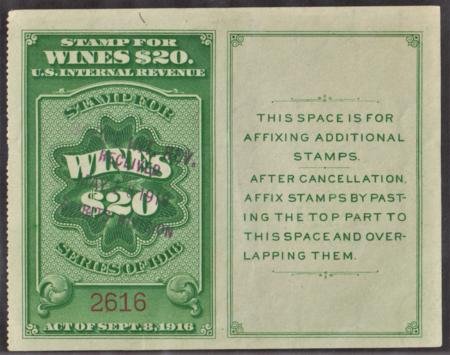 STAMP FOR
WINES $20.
U.S. INTERNAL REVENUE
STAMP FOR
WINES
$20
SERIES OF 1916
2616
ACT OF SEPT. 8, 1916
RECEIVED
THIS SPACE IS FOR
AFFIXING ADDITIONAL
STAMPS.
AFTER CANCELLATION,
AFFIX STAMPS BY PAST-
ING THE TOP PART TO
THIS SPACE AND OVER-
LAPPING THEM.